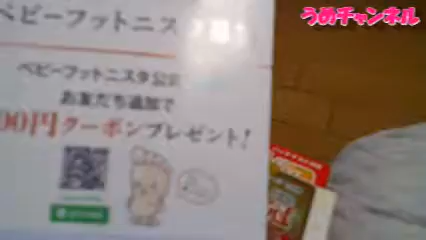 うめチャンネル
ベビーフットニス
ベビーフットニスタ公
お友だち追加で
00円クーポンプレゼント!